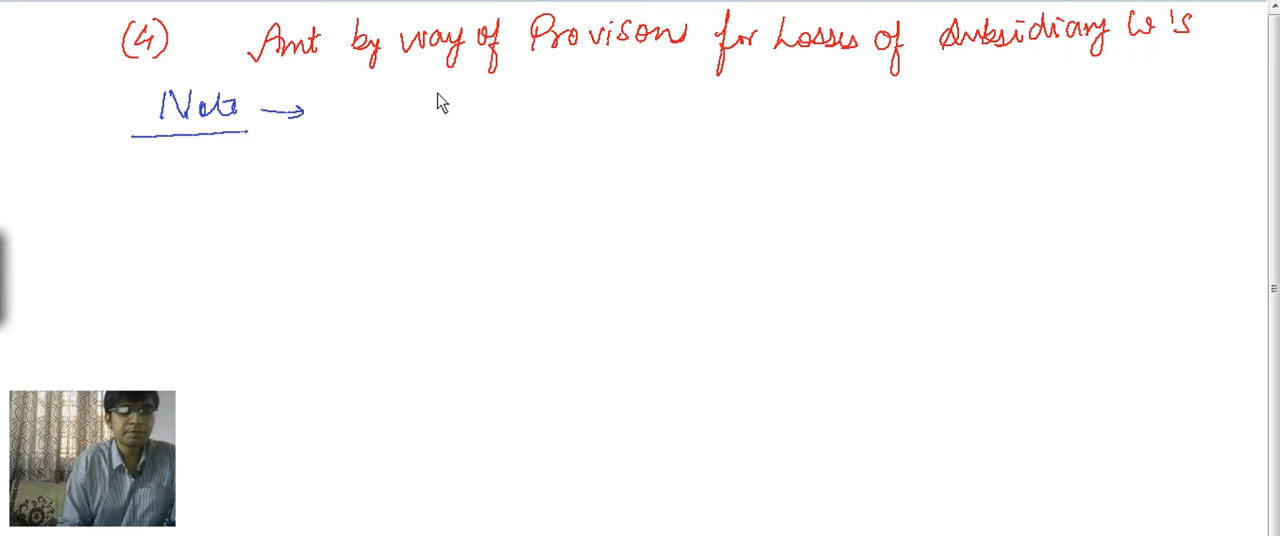 (4) Amt by way of Provison for Losses of Subsidiary Co's
Note →